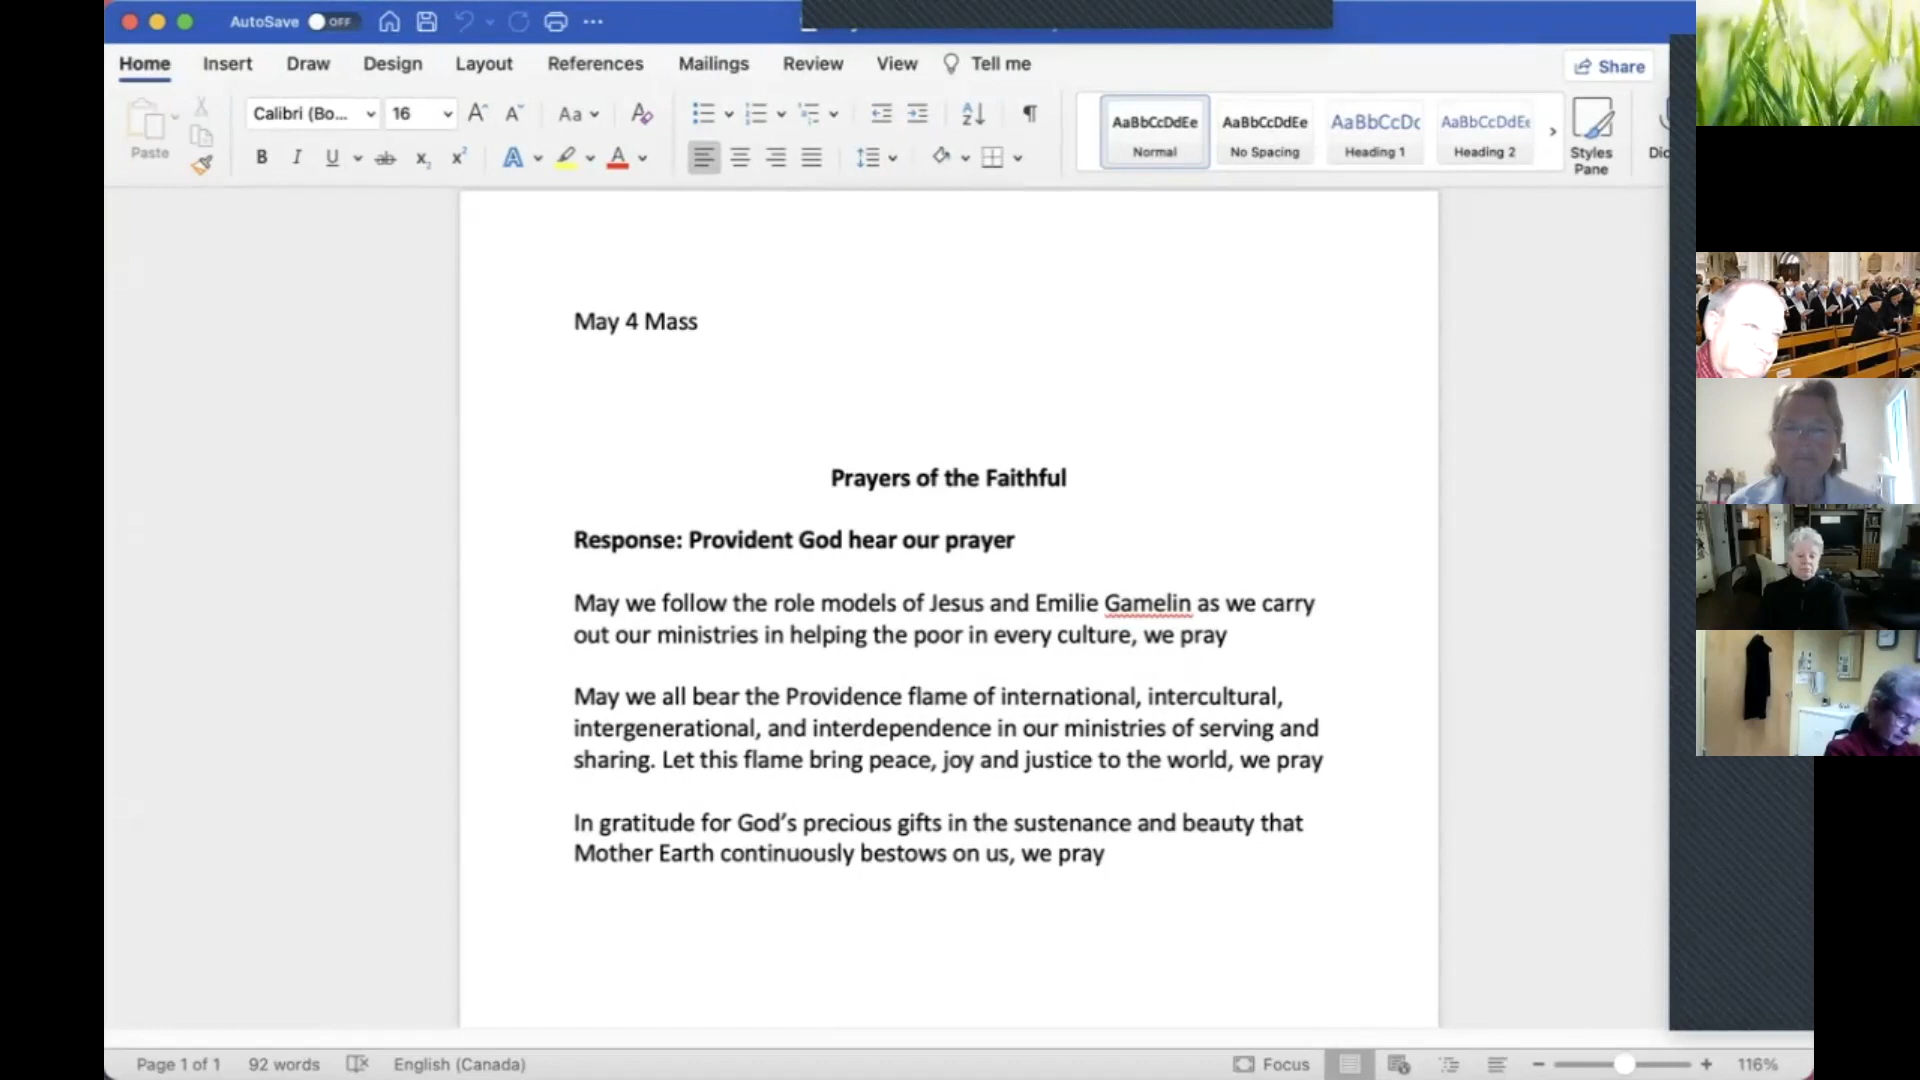 AutoSave OFF
Home Insert Draw Design Layout References Mailings Review View Tell me
Share
Paste
Calibri (Bo... 16
AaBbCcDdEe
Normal
AaBbCcDdEe
No Spacing
AaBbCcDc
Heading 1
AaBbCcDdEe
Heading 2
Styles
Pane
May 4 Mass
Prayers of the Faithful
Response: Provident God hear our prayer
May we follow the role models of Jesus and Emilie Gamelin as we carry
out our ministries in helping the poor in every culture, we pray
May we all bear the Providence flame of international, intercultural,
intergenerational, and interdependence in our ministries of serving and
sharing. Let this flame bring peace, joy and justice to the world, we pray
In gratitude for God’s precious gifts in the sustenance and beauty that
Mother Earth continuously bestows on us, we pray
Page 1 of 1 92 words English (Canada) Focus 116%